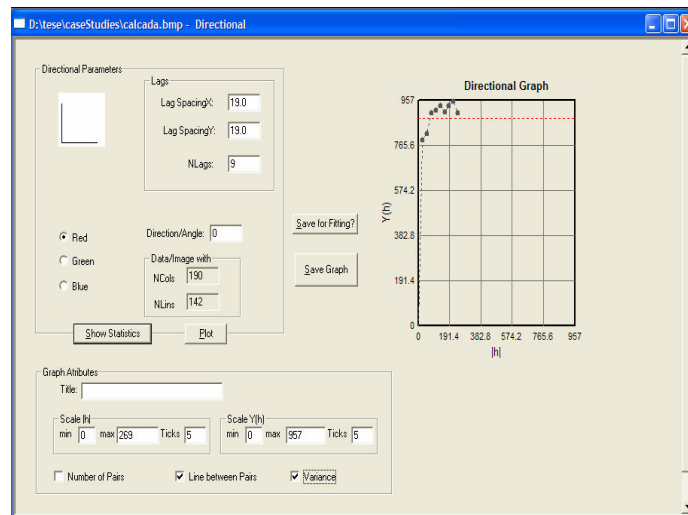 D:\tese\caseStudies\calcada.bmp - Directional
Directional Parameters
Lags
Lag SpacingX: 19.0
Lag SpacingY: 19.0
NLags: 9
Red
Green
Blue
Direction/Angle: 0
Data/Image with
NCols 190
NLins 142
Show Statistics
Plot
Save for Fitting?
Save Graph
Directional Graph
957
765.6
574.2
382.8
191.4
0
Y(h)
0 191.4 382.8 574.2 765.6 957
|h|
Graph Atributes
Title:
Scale |h|
min 0 max 269 Ticks 5
Scale Y(h)
min 0 max 957 Ticks 5
Number of Pairs
Line between Pairs
Variance